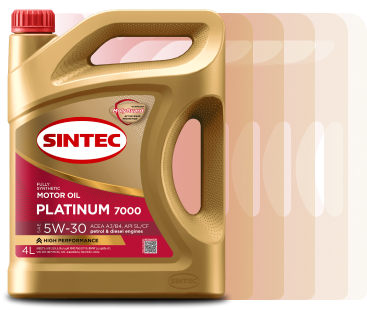 SINTEC
FULLY
SYNTHETIC
MOTOR OIL
PLATINUM 7000
SAE 5W-30 ACEA A3/B4, API SL/CF
petrol & diesel engines
HIGH PERFORMANCE
4L